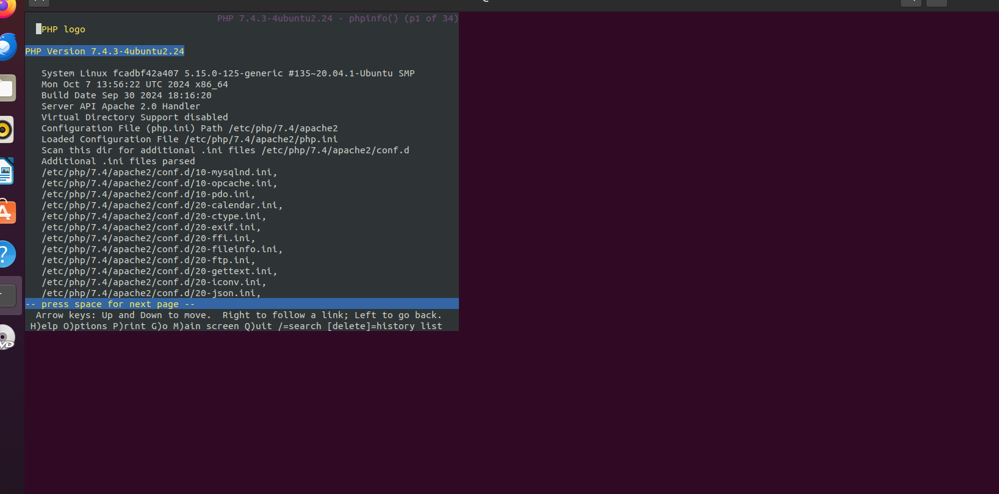 PHP 7.4.3-4ubuntu2.24 - phpinfo() (p1 of 34)
PHP logo
PHP Version 7.4.3-4ubuntu2.24
System Linux fcadbf42a407 5.15.0-125-generic #135~20.04.1-Ubuntu SMP
Mon Oct 7 13:56:22 UTC 2024 x86_64
Build Date Sep 30 2024 18:16:20
Server API Apache 2.0 Handler
Virtual Directory Support disabled
Configuration File (php.ini) Path /etc/php/7.4/apache2
Loaded Configuration File /etc/php/7.4/apache2/php.ini
Scan this dir for additional .ini files /etc/php/7.4/apache2/conf.d
Additional .ini files parsed
/etc/php/7.4/apache2/conf.d/10-mysqlnd.ini,
/etc/php/7.4/apache2/conf.d/10-opcache.ini,
/etc/php/7.4/apache2/conf.d/10-pdo.ini,
/etc/php/7.4/apache2/conf.d/20-calendar.ini,
/etc/php/7.4/apache2/conf.d/20-ctype.ini,
/etc/php/7.4/apache2/conf.d/20-exif.ini,
/etc/php/7.4/apache2/conf.d/20-ffi.ini,
/etc/php/7.4/apache2/conf.d/20-fileinfo.ini,
/etc/php/7.4/apache2/conf.d/20-ftp.ini,
/etc/php/7.4/apache2/conf.d/20-gettext.ini,
/etc/php/7.4/apache2/conf.d/20-iconv.ini,
/etc/php/7.4/apache2/conf.d/20-json.ini,
-- press space for next page --
Arrow keys: Up and Down to move.  Right to follow a link; Left to go back.
H)elp O)ptions P)rint G)o M)ain screen Q)uit /=search [delete]=history list